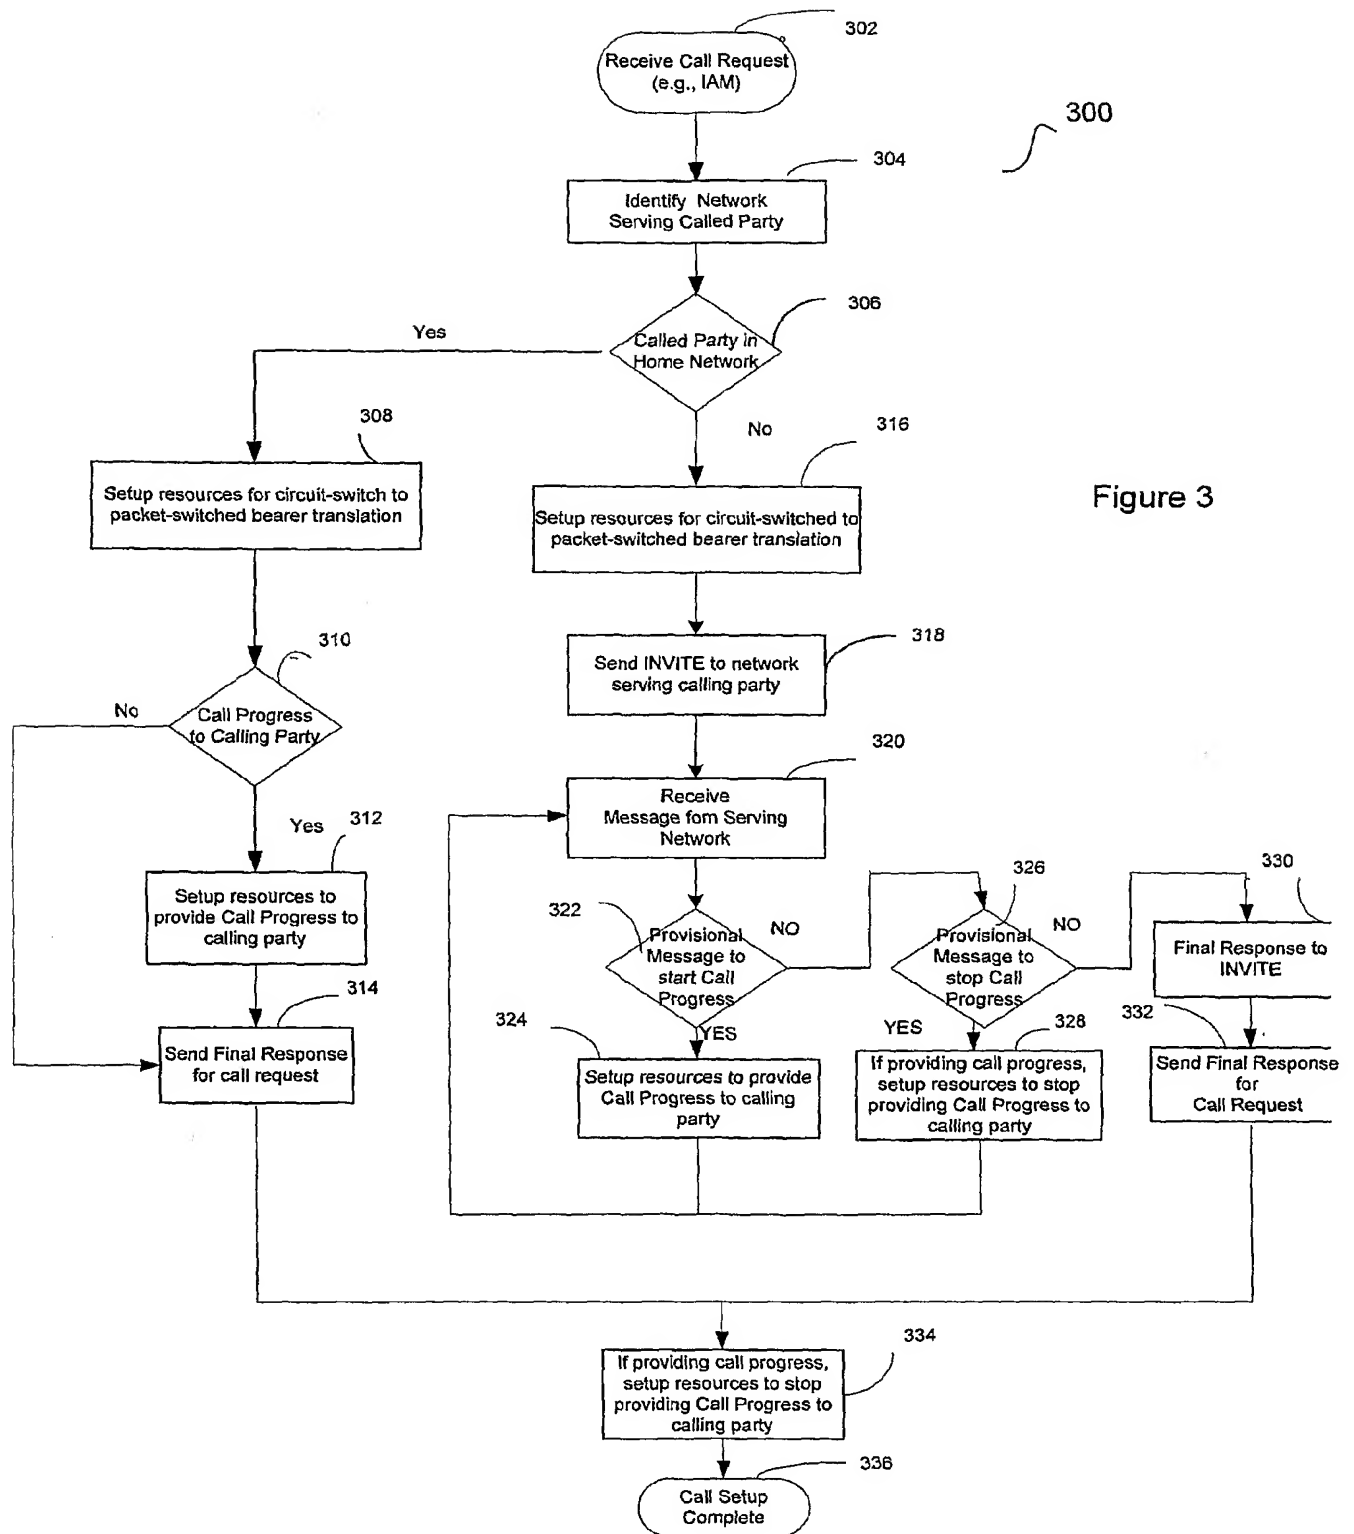 302
Receive Call Request
(e.g., IAM)
300
304
Identify Network
Serving Called Party
306
Called Party in
Home Network
Yes
No
308
Setup resources for circuit-switch to
packet-switched bearer translation
316
Setup resources for circuit-switched to
packet-switched bearer translation
Figure 3
310
Call Progress
to Calling Party
No
Yes
318
Send INVITE to network
serving calling party
320
Receive
Message fom Serving
Network
312
Setup resources to
provide Call Progress to
calling party
314
Send Final Response
for call request
322
Provisional
Message to
start Call
Progress
NO
YES
326
Provisional
Message to
stop Call
Progress
NO
YES
330
Final Response to
INVITE
324
Setup resources to provide
Call Progress to calling
party
328
If providing call progress,
setup resources to stop
providing Call Progress to
calling party
332
Send Final Response
for
Call Request
334
If providing call progress,
setup resources to stop
providing Call Progress to
calling party
336
Call Setup
Complete